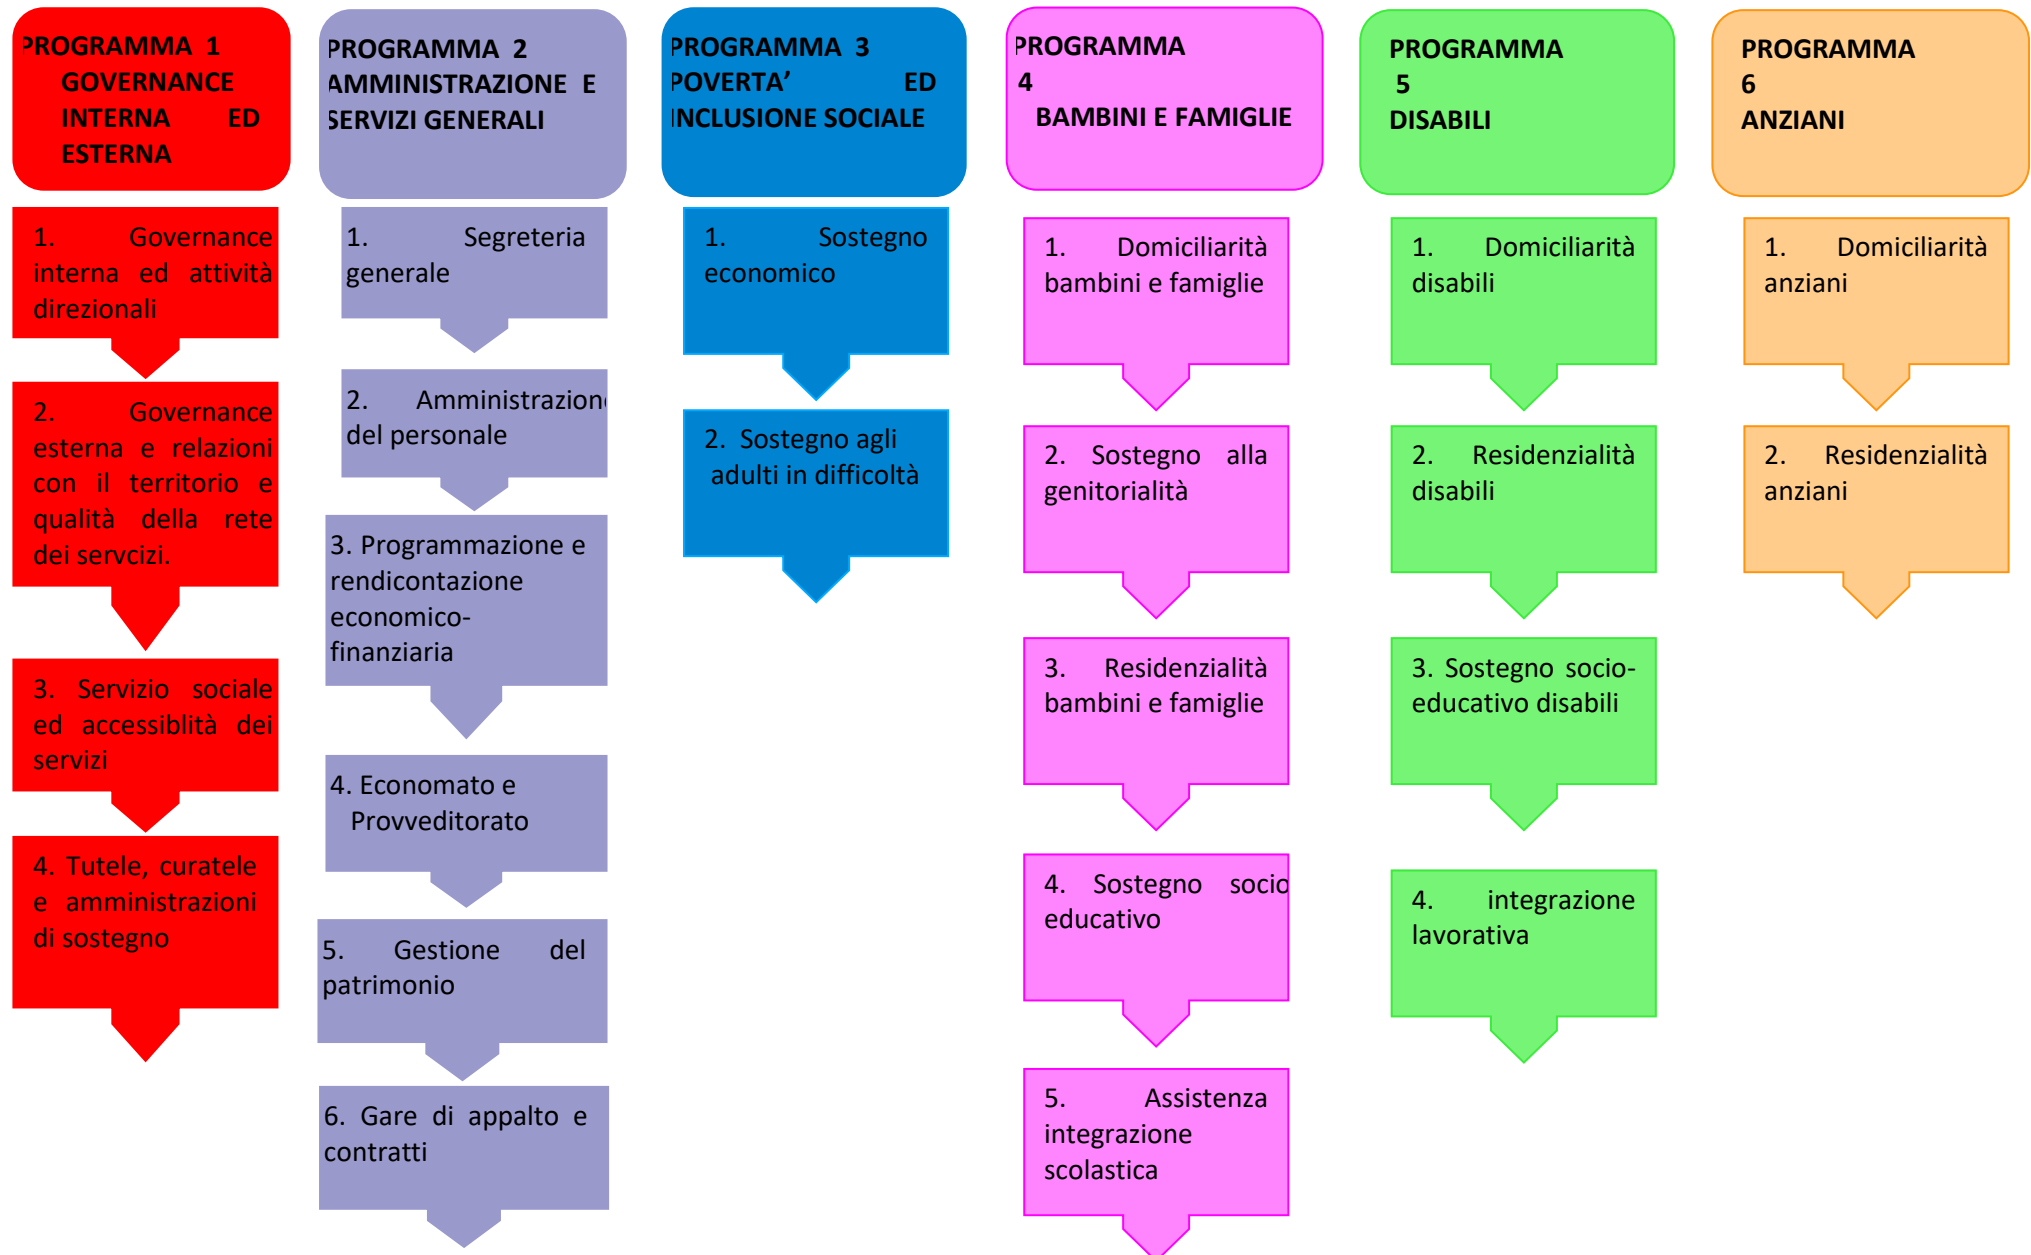 PROGRAMMA 1
GOVERNANCE
INTERNA ED
ESTERNA
1. Governance
interna ed attività
direzionali
2. Governance
esterna e relazioni
con il territorio e
qualità della rete
dei servcizi.
3. Servizio sociale
ed accessiblità dei
servizi
4. Tutele, curatele
e amministrazioni
di sostegno
PROGRAMMA 2
AMMINISTRAZIONE E
SERVIZI GENERALI
1. Segreteria
generale
2. Amministrazione
del personale
3. Programmazione e
rendicontazione
economico-
finanziaria
4. Economato e
Provveditorato
5. Gestione del
patrimonio
6. Gare di appalto e
contratti
PROGRAMMA 3
POVERTA’ ED
INCLUSIONE SOCIALE
1. Sostegno
economico
2. Sostegno agli
adulti in difficoltà
PROGRAMMA
4
BAMBINI E FAMIGLIE
1. Domiciliarità
bambini e famiglie
2. Sostegno alla
genitorialità
3. Residenzialità
bambini e famiglie
4. Sostegno socio
educativo
5. Assistenza
integrazione
scolastica
PROGRAMMA
5
DISABILI
1. Domiciliarità
disabili
2. Residenzialità
disabili
3. Sostegno socio-
educativo disabili
4. integrazione
lavorativa
PROGRAMMA
6
ANZIANI
1. Domiciliarità
anziani
2. Residenzialità
anziani